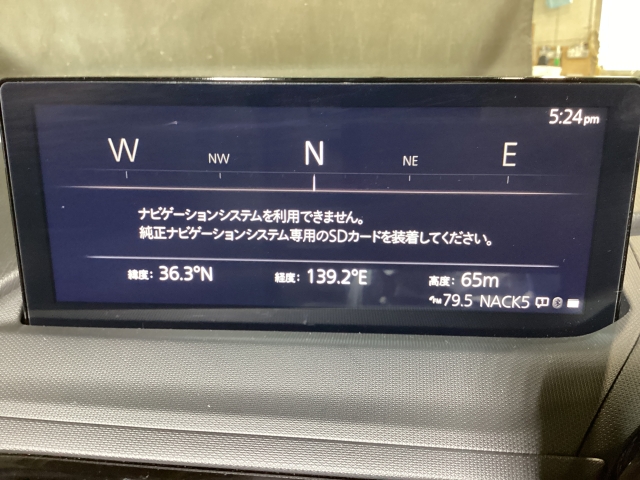 5:24pm
W NW N NE E
ナビゲーションシステムを利用できません。
純正ナビゲーションシステム専用のSDカードを装着してください。
緯度: 36.3°N 経度: 139.2°E 高度: 65m
FM 79.5 NACK5